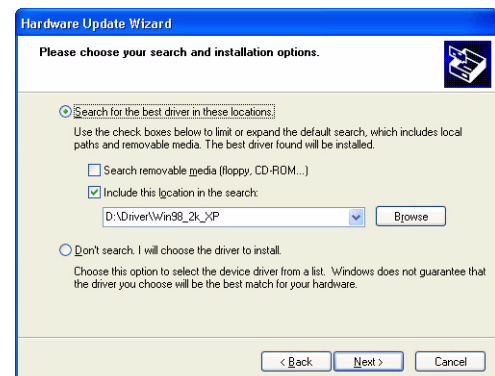 Hardware Update Wizard
Please choose your search and installation options.
Search for the best driver in these locations.
Use the check boxes below to limit or expand the default search, which includes local
paths and removable media. The best driver found will be installed.
Search removable media (floppy, CD-ROM...)
Include this location in the search:
D:\Driver\Win98_2k_XP
Browse
Don't search. I will choose the driver to install.
Choose this option to select the device driver from a list. Windows does not guarantee that
the driver you choose will be the best match for your hardware.
< Back
Next >
Cancel